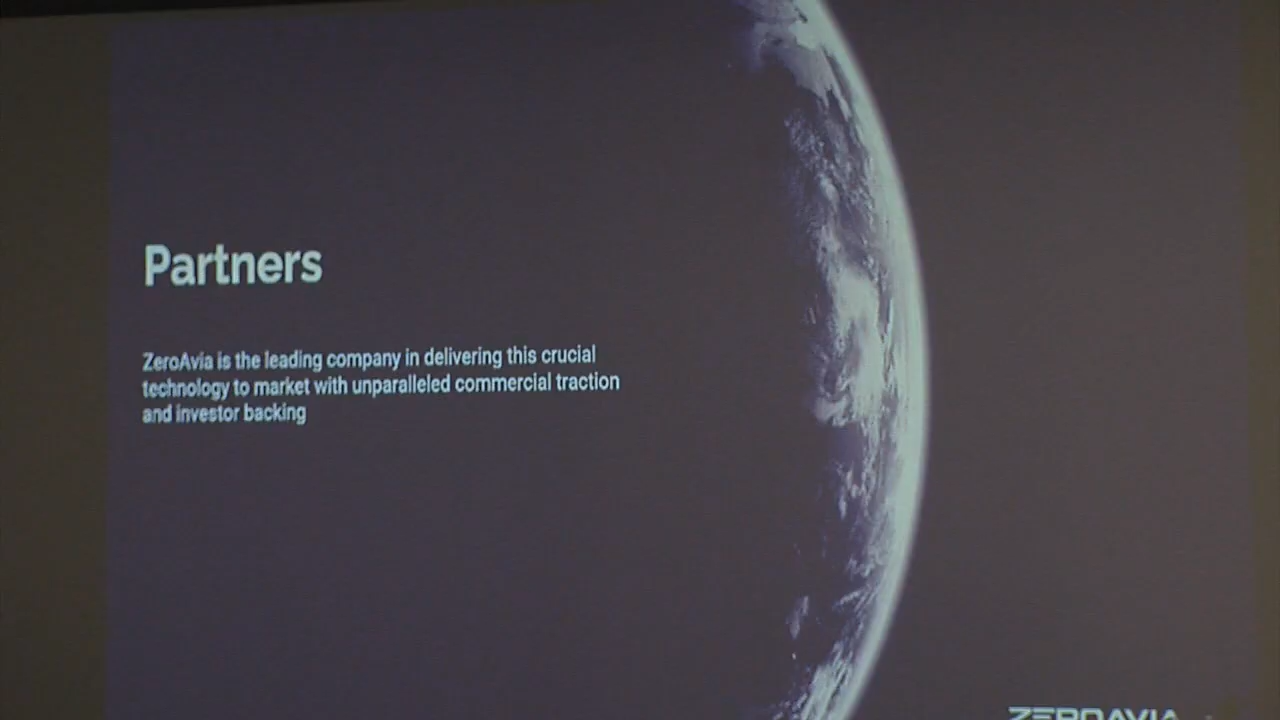 Partners
ZeroAvia is the leading company in delivering this crucial
technology to market with unparalleled commercial traction
and investor backing
ZEROAVIA